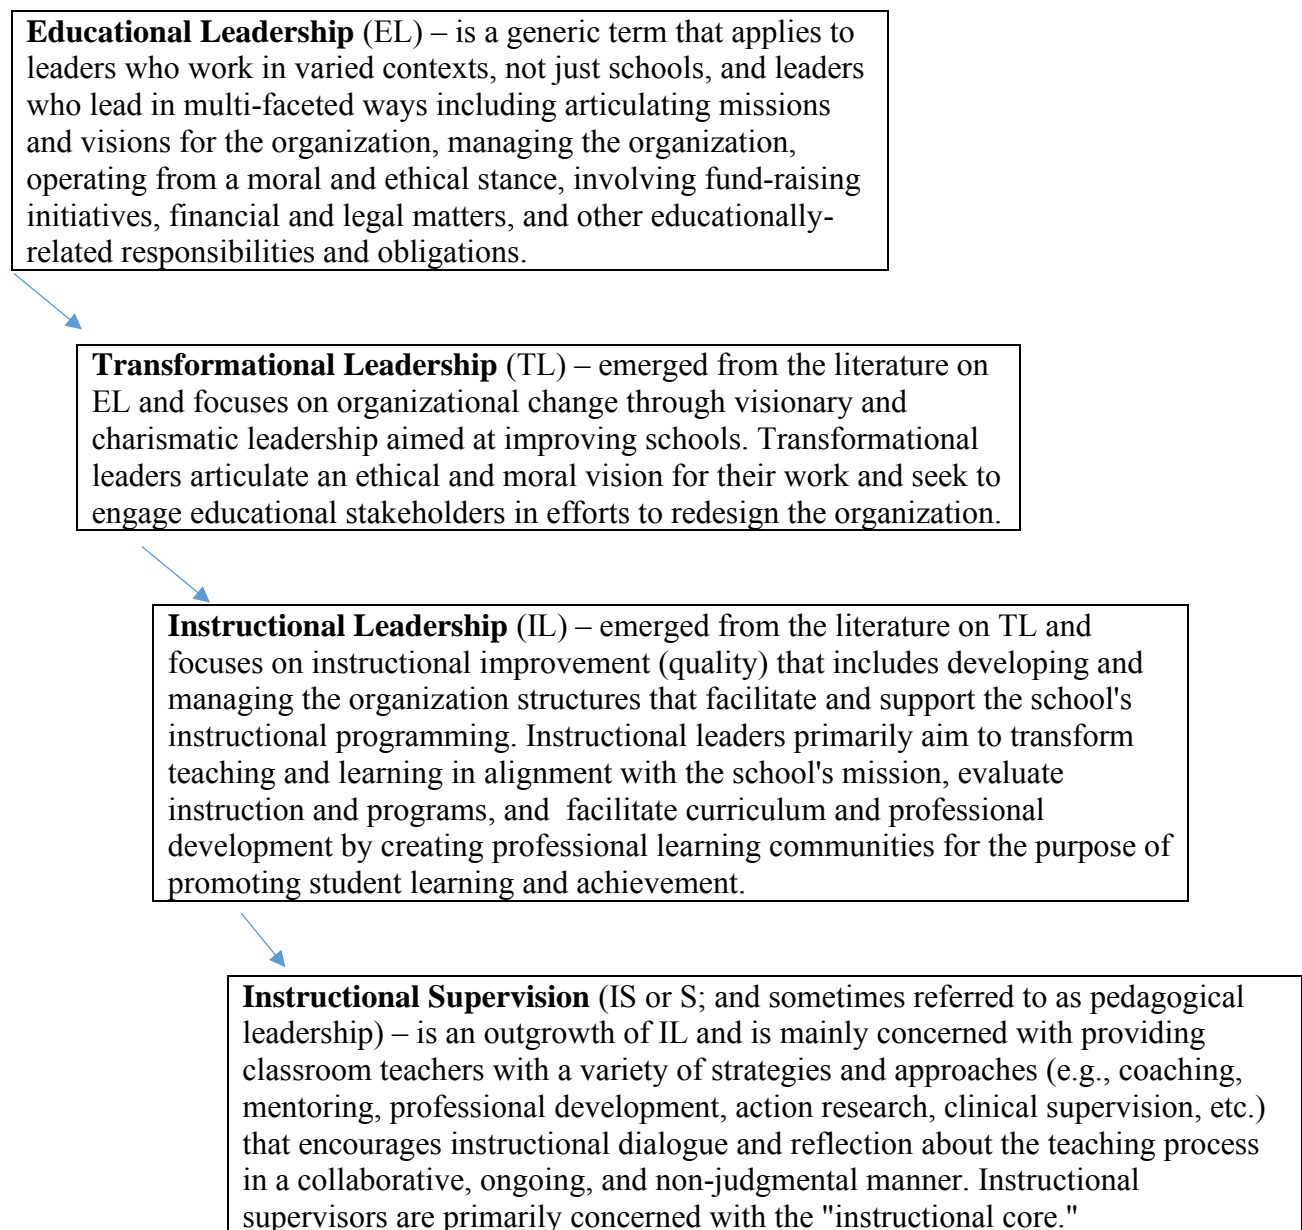 Educational Leadership (EL) – is a generic term that applies to
leaders who work in varied contexts, not just schools, and leaders
who lead in multi-faceted ways including articulating missions
and visions for the organization, managing the organization,
operating from a moral and ethical stance, involving fund-raising
initiatives, financial and legal matters, and other educationally-
related responsibilities and obligations.
Transformational Leadership (TL) – emerged from the literature on
EL and focuses on organizational change through visionary and
charismatic leadership aimed at improving schools. Transformational
leaders articulate an ethical and moral vision for their work and seek to
engage educational stakeholders in efforts to redesign the organization.
Instructional Leadership (IL) – emerged from the literature on TL and
focuses on instructional improvement (quality) that includes developing and
managing the organization structures that facilitate and support the school's
instructional programming. Instructional leaders primarily aim to transform
teaching and learning in alignment with the school's mission, evaluate
instruction and programs, and  facilitate curriculum and professional
development by creating professional learning communities for the purpose of
promoting student learning and achievement.
Instructional Supervision (IS or S; and sometimes referred to as pedagogical
leadership) – is an outgrowth of IL and is mainly concerned with providing
classroom teachers with a variety of strategies and approaches (e.g., coaching,
mentoring, professional development, action research, clinical supervision, etc.)
that encourages instructional dialogue and reflection about the teaching process
in a collaborative, ongoing, and non-judgmental manner. Instructional
supervisors are primarily concerned with the "instructional core."